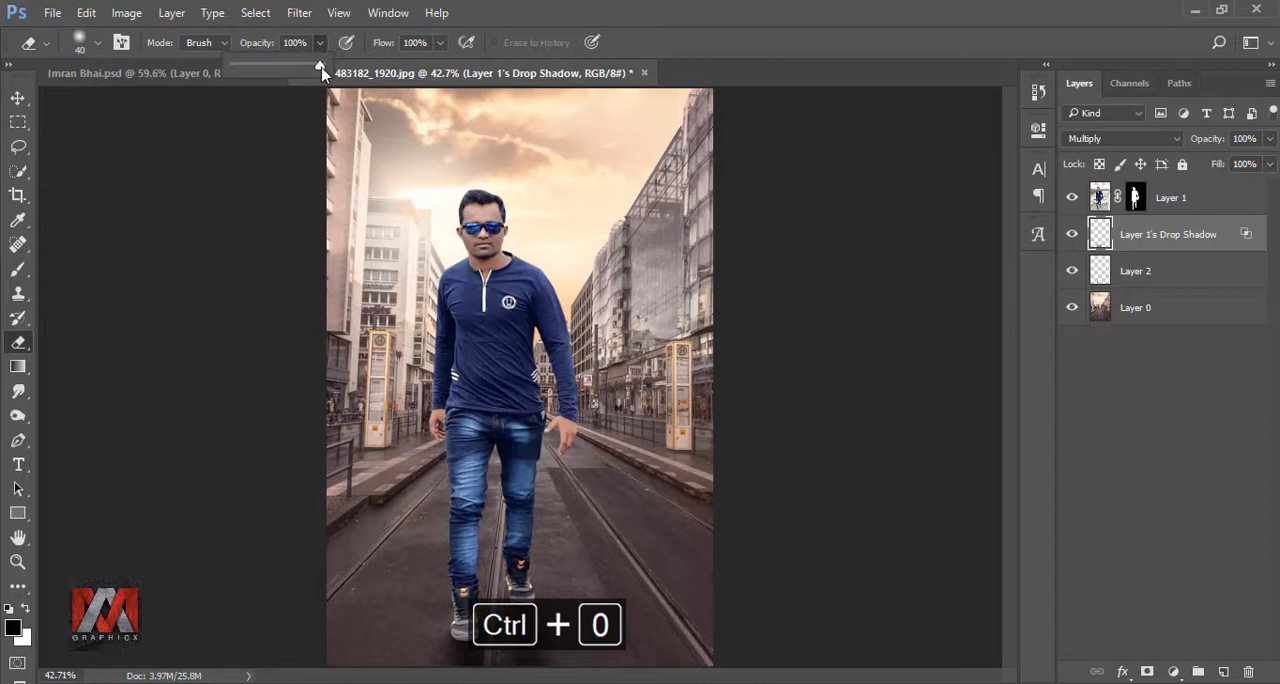 Ps File Edit Image Layer Type Select Filter View Window Help
40 Mode: Brush Opacity: 100% Flow: 100% Erase to History
Imran Bhai.psd @ 59.6% (Layer 0, R 483182_1920.jpg @ 42.7% (Layer 1's Drop Shadow, RGB/8#) * ×
Layers Channels Paths
Kind
Multiply Opacity: 100%
Lock: Fill: 100%
Layer 1
Layer 1's Drop Shadow
Layer 2
Layer 0
GRAPHICX
Ctrl + 0
42.71% Doc: 3.97M/25.8M